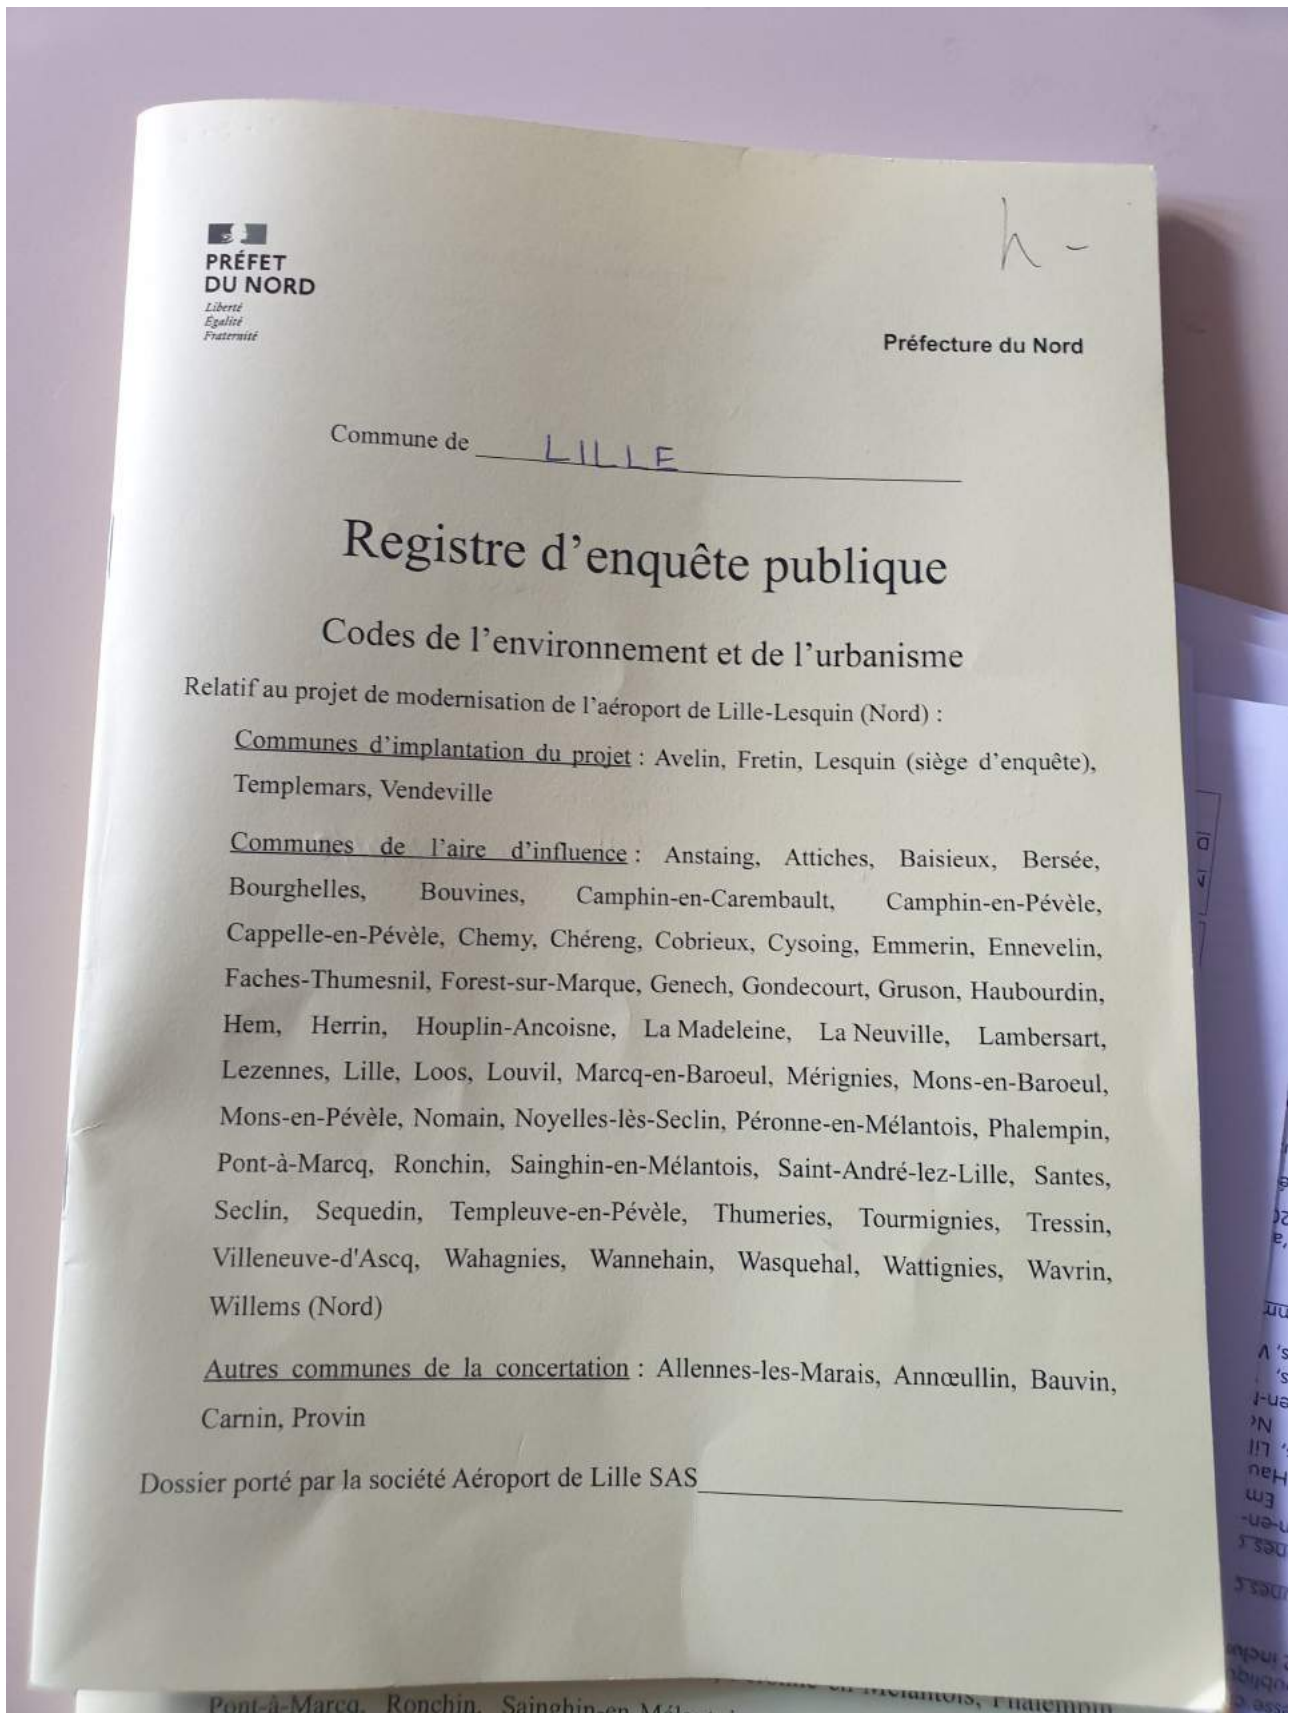 PRÉFET
DU NORD
Liberté
Égalité
Fraternité
Préfecture du Nord
Commune de LILLE
Registre d'enquête publique
Codes de l'environnement et de l'urbanisme
Relatif au projet de modernisation de l'aéroport de Lille-Lesquin (Nord) :
Communes d'implantation du projet : Avelin, Fretin, Lesquin (siège d'enquête),
Templemars, Vendeville
Communes de l'aire d'influence : Anstaing, Attiches, Baisieux, Bersée,
Bourghelles, Bouvines, Camphin-en-Carembault, Camphin-en-Pévèle,
Cappelle-en-Pévèle, Chemy, Chéreng, Cobrieux, Cysoing, Emmerin, Ennevelin,
Faches-Thumesnil, Forest-sur-Marque, Genech, Gondecourt, Gruson, Haubourdin,
Hem, Herrin, Houplin-Ancoisne, La Madeleine, La Neuville, Lambersart,
Lezennes, Lille, Loos, Louvil, Marcq-en-Baroeul, Mérignies, Mons-en-Baroeul,
Mons-en-Pévèle, Nomain, Noyelles-lès-Seclin, Péronne-en-Mélantois, Phalempin,
Pont-à-Marcq, Ronchin, Sainghin-en-Mélantois, Saint-André-lez-Lille, Santes,
Seclin, Sequedin, Templeuve-en-Pévèle, Thumeries, Tourmignies, Tressin,
Villeneuve-d'Ascq, Wahagnies, Wannehain, Wasquehal, Wattignies, Wavrin,
Willems (Nord)
Autres communes de la concertation : Allennes-les-Marais, Annœullin, Bauvin,
Carnin, Provin
Dossier porté par la société Aéroport de Lille SAS
Pont-à-Marcq, Ronchin, Sainghin-en